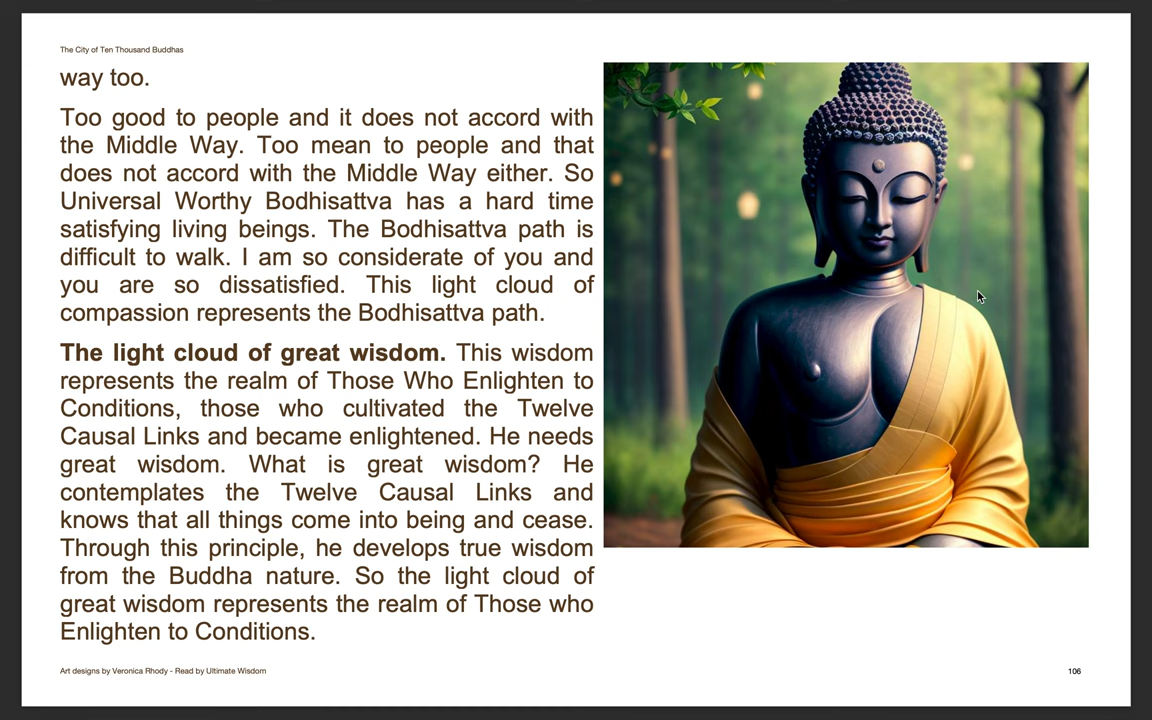 The City of Ten Thousand Buddhas
way too.
Too good to people and it does not accord with
the Middle Way. Too mean to people and that
does not accord with the Middle Way either. So
Universal Worthy Bodhisattva has a hard time
satisfying living beings. The Bodhisattva path is
difficult to walk. I am so considerate of you and
you are so dissatisfied. This light cloud of
compassion represents the Bodhisattva path.
The light cloud of great wisdom. This wisdom
represents the realm of Those Who Enlighten to
Conditions, those who cultivated the Twelve
Causal Links and became enlightened. He needs
great wisdom. What is great wisdom? He
contemplates the Twelve Causal Links and
knows that all things come into being and cease.
Through this principle, he develops true wisdom
from the Buddha nature. So the light cloud of
great wisdom represents the realm of Those who
Enlighten to Conditions.
Art designs by Veronica Rhody - Read by Ultimate Wisdom
106